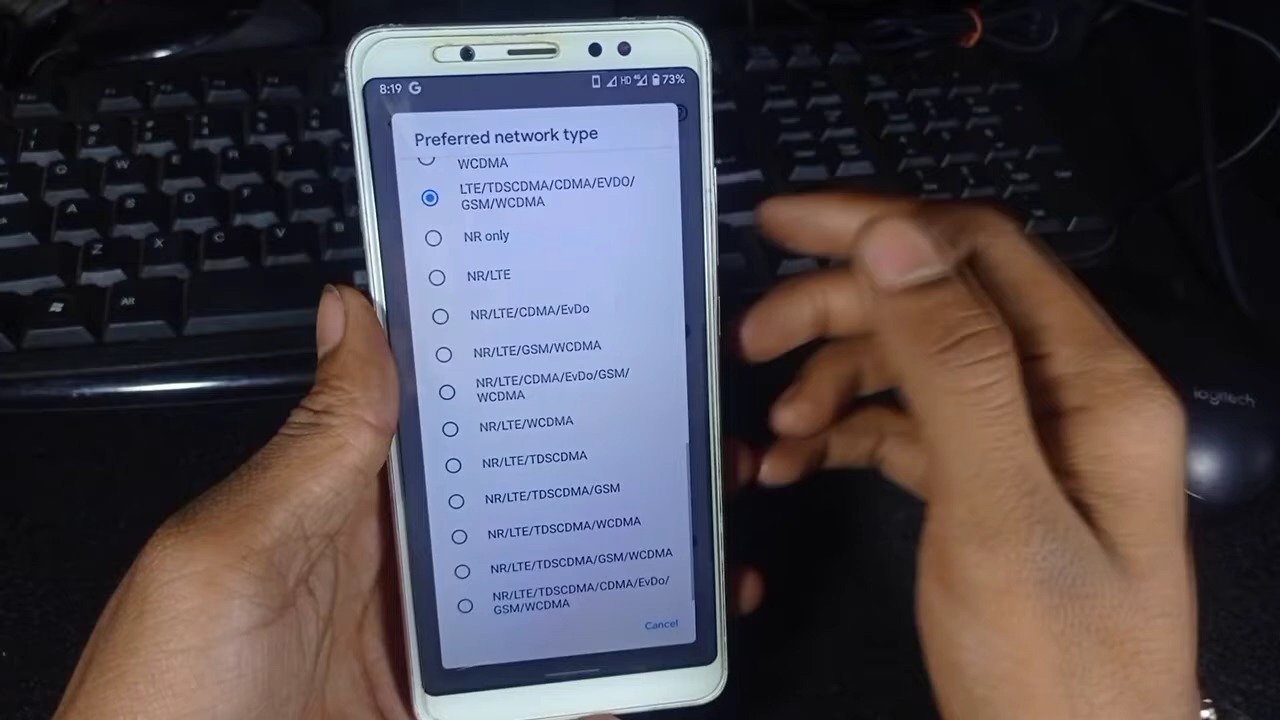 8:19 G
HD 4G 73%
Preferred network type
WCDMA
LTE/TDSCDMA/CDMA/EVDO/
GSM/WCDMA
NR only
NR/LTE
NR/LTE/CDMA/EvDo
NR/LTE/GSM/WCDMA
NR/LTE/CDMA/EvDo/GSM/
WCDMA
NR/LTE/WCDMA
NR/LTE/TDSCDMA
NR/LTE/TDSCDMA/GSM
NR/LTE/TDSCDMA/WCDMA
NR/LTE/TDSCDMA/GSM/WCDMA
NR/LTE/TDSCDMA/CDMA/EvDo/
GSM/WCDMA
Cancel
Q W E R
A S D F G H
Z X C V B
Alt
logitech